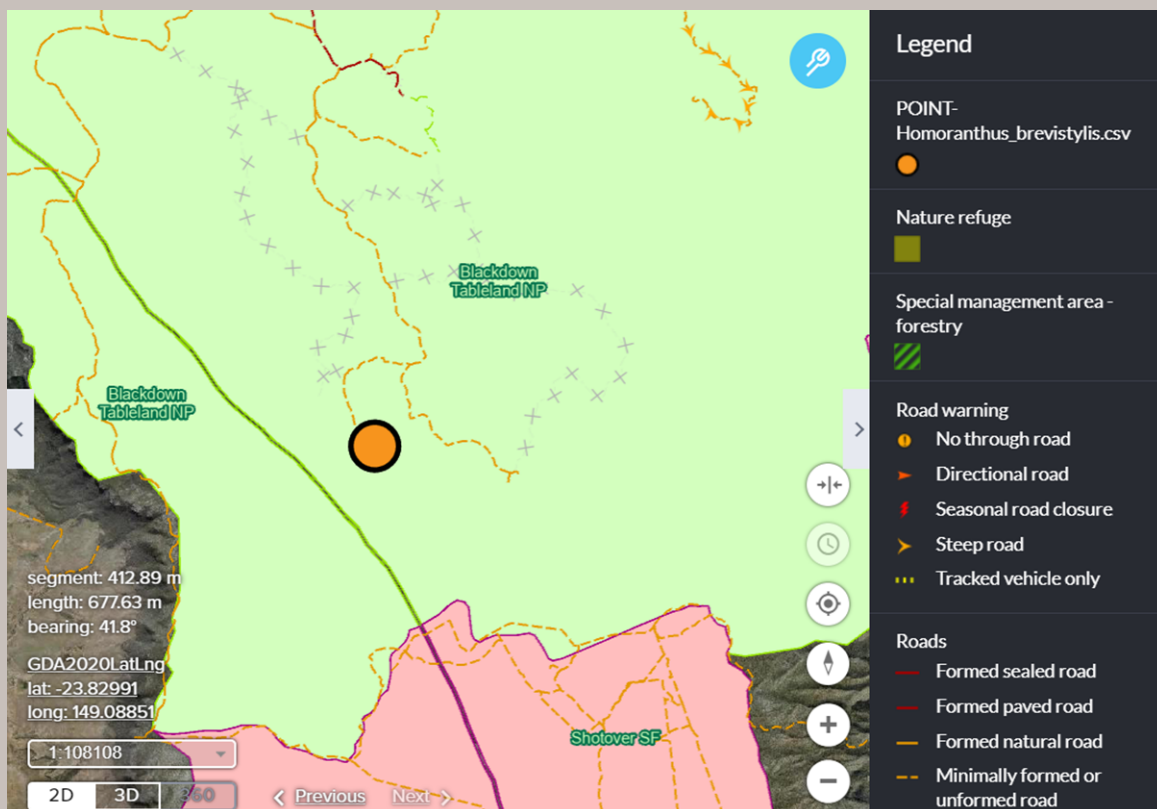 Blackdown
Tableland NP
Blackdown
Tableland NP
Shotover SF
segment: 412.89 m
length: 677.63 m
bearing: 41.8°
GDA2020LatLng
lat: -23.82991
long: 149.08851
1:108108
2D 3D 360
Previous Next
Legend
POINT-
Homoranthus_brevistylis.csv
Nature refuge
Special management area -
forestry
Road warning
No through road
Directional road
Seasonal road closure
Steep road
Tracked vehicle only
Roads
Formed sealed road
Formed paved road
Formed natural road
Minimally formed or
unformed road